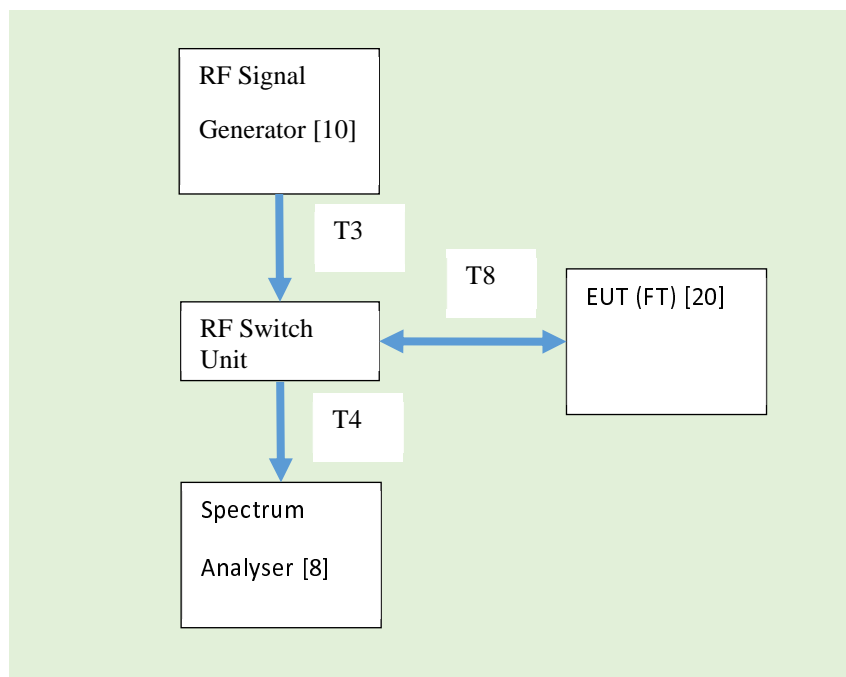 RF Signal
Generator [10]
T3
T8
EUT (FT) [20]
RF Switch
Unit
T4
Spectrum
Analyser [8]